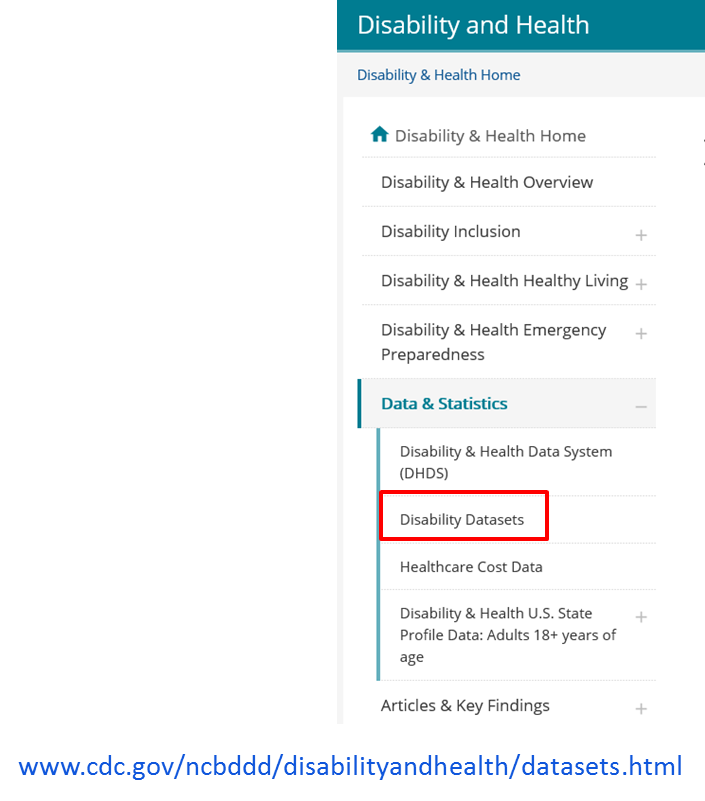 Disability and Health
Disability & Health Home
Disability & Health Home
Disability & Health Overview
Disability Inclusion
Disability & Health Healthy Living
Disability & Health Emergency
Preparedness
Data & Statistics
Disability & Health Data System
(DHDS)
Disability Datasets
Healthcare Cost Data
Disability & Health U.S. State
Profile Data: Adults 18+ years of
age
Articles & Key Findings
www.cdc.gov/ncbddd/disabilityandhealth/datasets.html